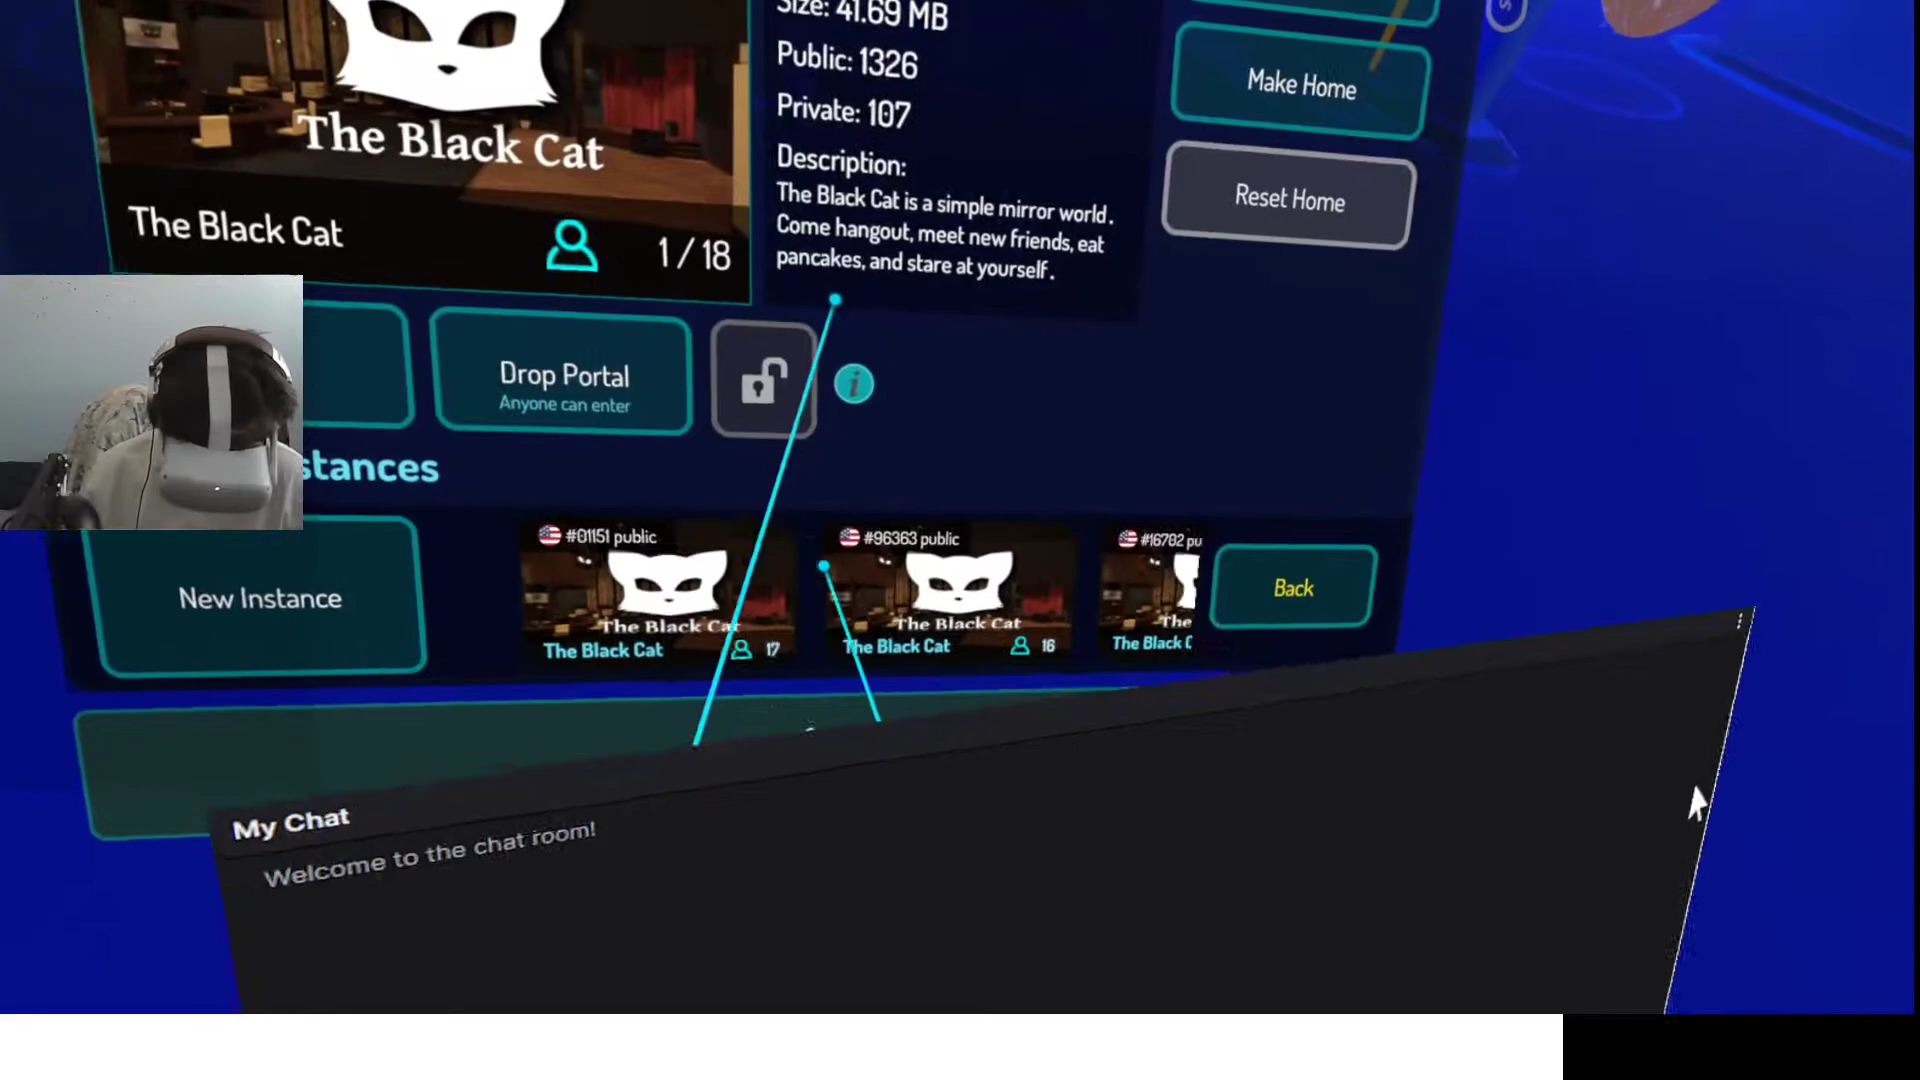 Size: 41.69 MB
Public: 1326
Private: 107
Description:
The Black Cat is a simple mirror world.
Come hangout, meet new friends, eat
pancakes, and stare at yourself.
Make Home
Reset Home
The Black Cat
The Black Cat
1 / 18
Drop Portal
Anyone can enter
i
stances
New Instance
#01151 public
The Black Cat
The Black Cat
17
#96363 public
The Black Cat
The Black Cat
16
#16702 pu
The
The Black C
Back
My Chat
Welcome to the chat room!